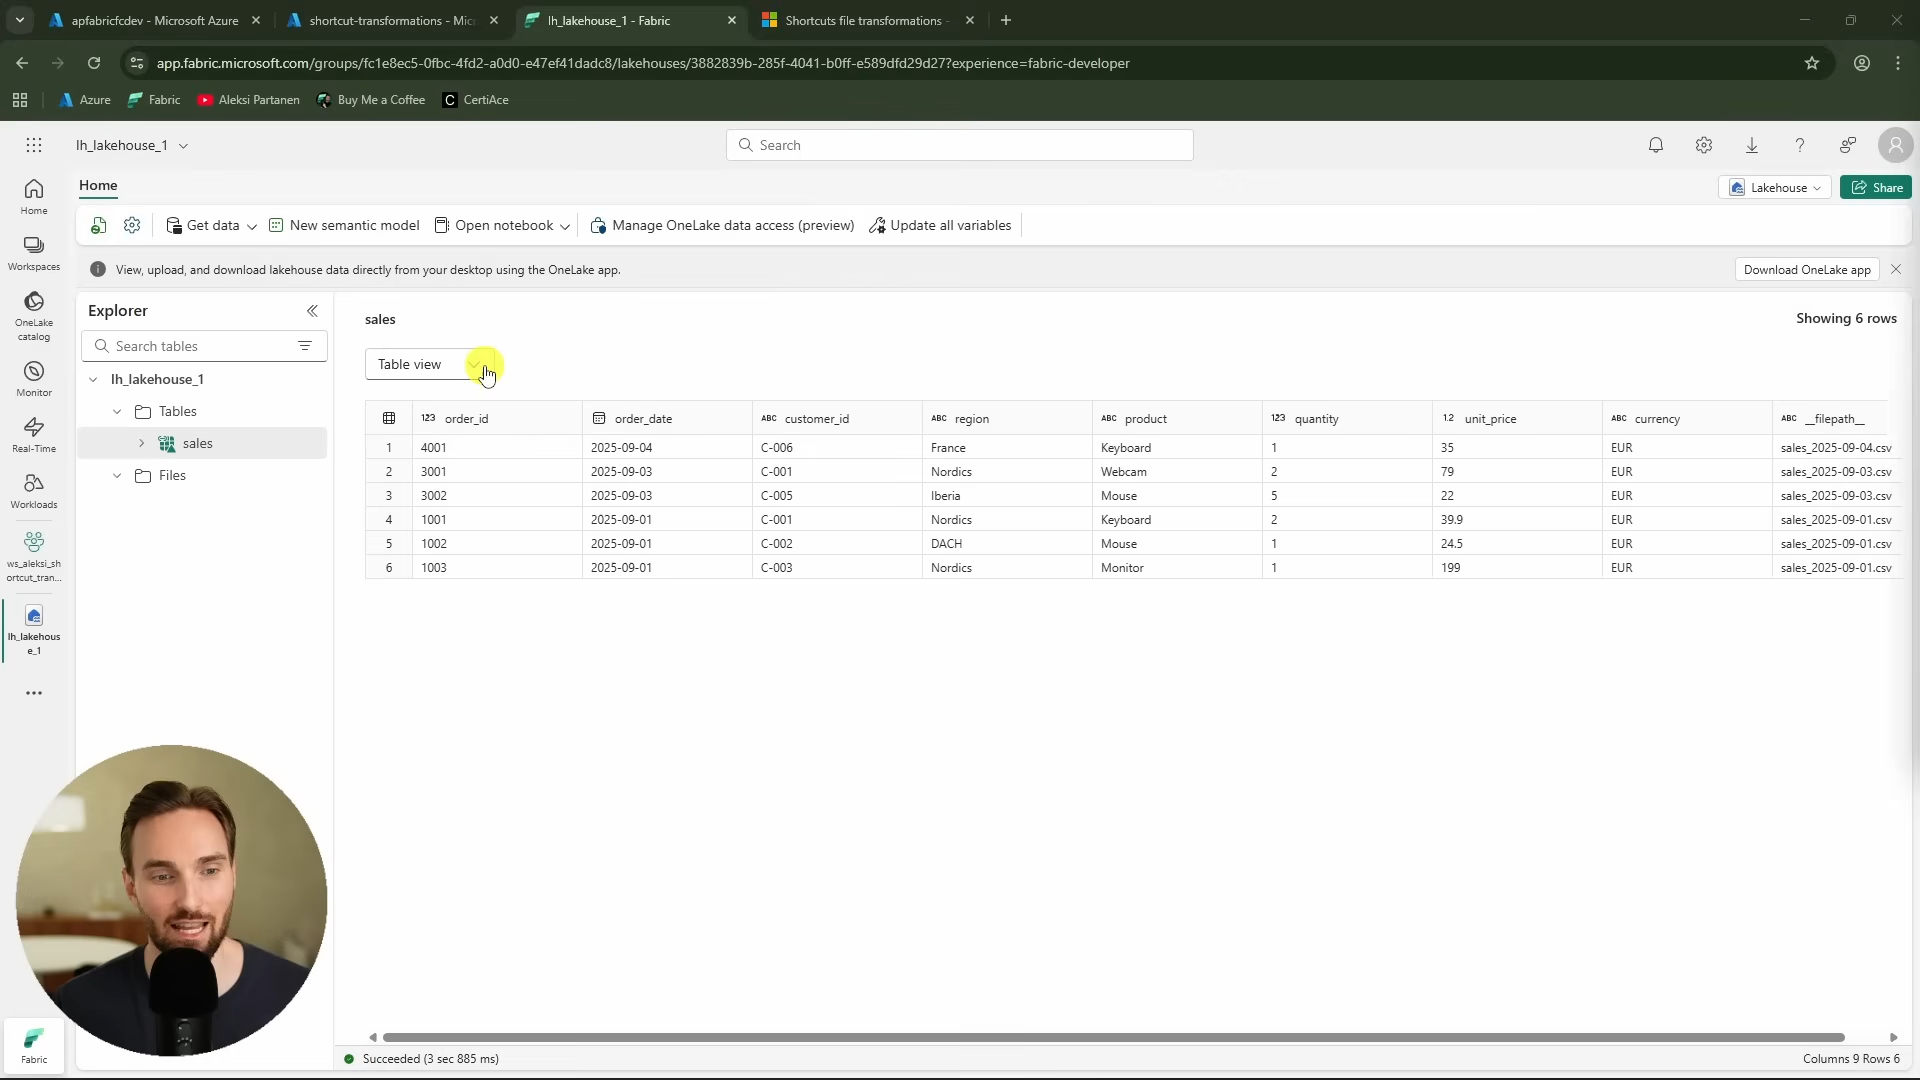 apfabricfcdev - Microsoft Azure
shortcut-transformations - Mic
lh_lakehouse_1 - Fabric
Shortcuts file transformations -
app.fabric.microsoft.com/groups/fc1e8ec5-0fbc-4fd2-a0d0-e47ef41dadc8/lakehouses/3882839b-285f-4041-b0ff-e589dfd29d27?experience=fabric-developer
Azure Fabric Aleksi Partanen Buy Me a Coffee CertiAce
lh_lakehouse_1
Search
Home
Lakehouse
Share
Get data New semantic model Open notebook Manage OneLake data access (preview) Update all variables
View, upload, and download lakehouse data directly from your desktop using the OneLake app.
Download OneLake app
Home
Workspaces
OneLake
catalog
Monitor
Real-Time
Workloads
ws_aleksi_sh
ortcut_tran...
lh_lakehous
e_1
Fabric
Explorer
Search tables
lh_lakehouse_1
Tables
sales
Files
sales
Showing 6 rows
Table view
123 order_id order_date ABC customer_id ABC region ABC product 123 quantity 1.2 unit_price ABC currency ABC __filepath__
1 4001 2025-09-04 C-006 France Keyboard 1 35 EUR sales_2025-09-04.csv
2 3001 2025-09-03 C-001 Nordics Webcam 2 79 EUR sales_2025-09-03.csv
3 3002 2025-09-03 C-005 Iberia Mouse 5 22 EUR sales_2025-09-03.csv
4 1001 2025-09-01 C-001 Nordics Keyboard 2 39.9 EUR sales_2025-09-01.csv
5 1002 2025-09-01 C-002 DACH Mouse 1 24.5 EUR sales_2025-09-01.csv
6 1003 2025-09-01 C-003 Nordics Monitor 1 199 EUR sales_2025-09-01.csv
Succeeded (3 sec 885 ms)
Columns 9 Rows 6